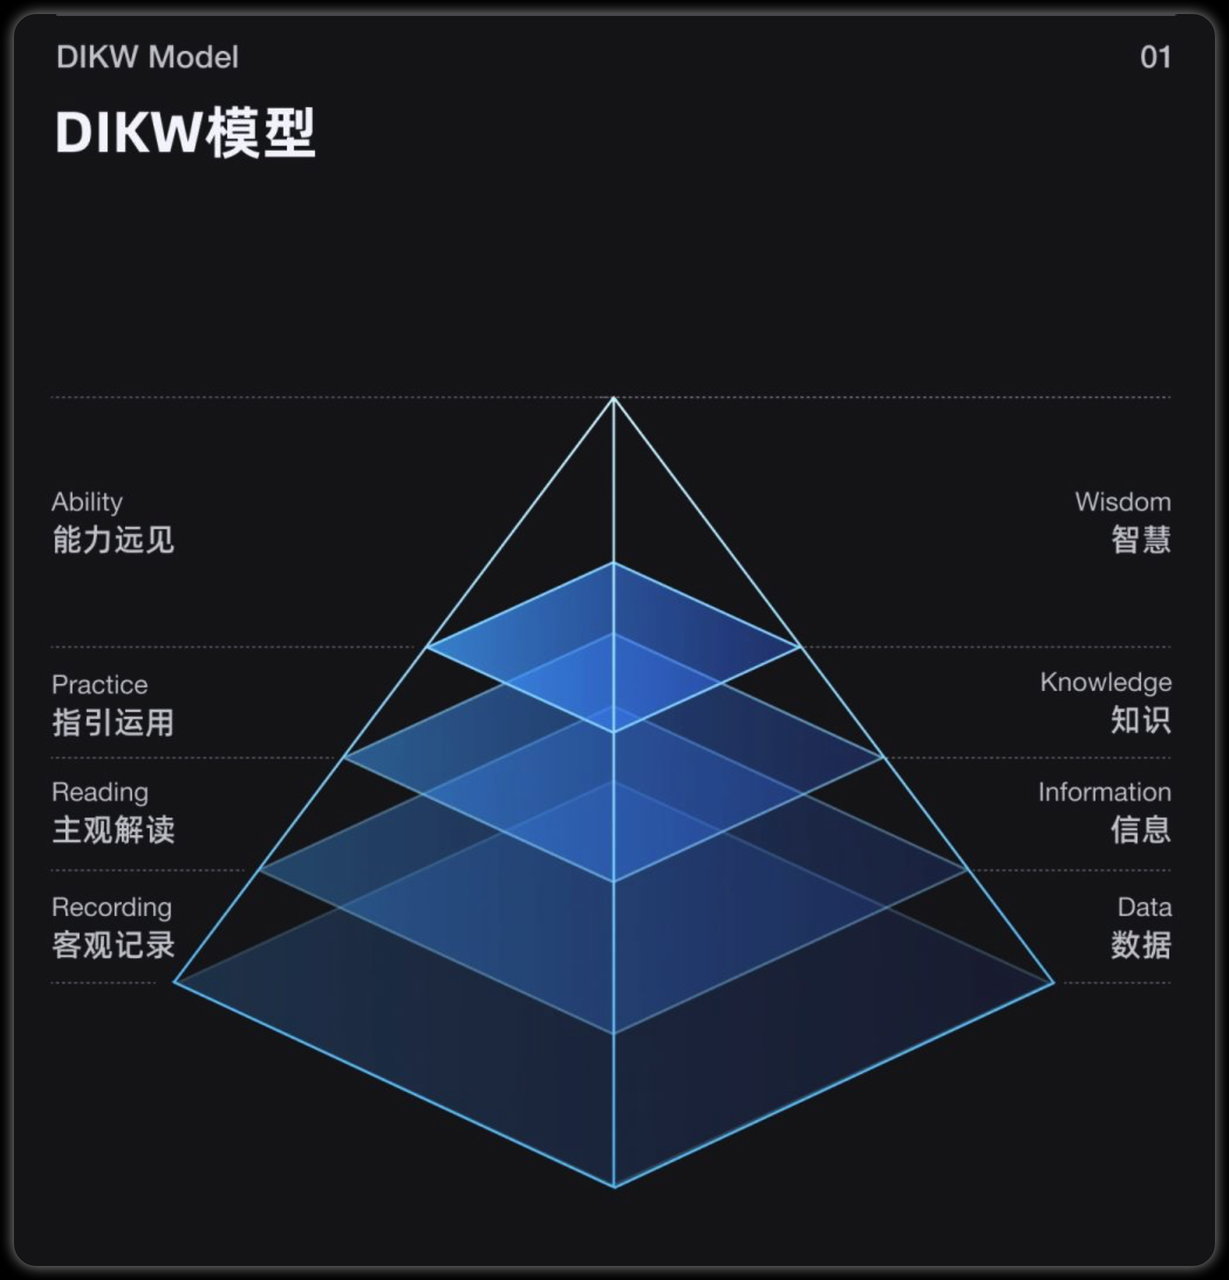 DIKW Model
01
DIKW模型
Ability
能力远见
Wisdom
智慧
Practice
指引运用
Knowledge
知识
Reading
主观解读
Information
信息
Recording
客观记录
Data
数据